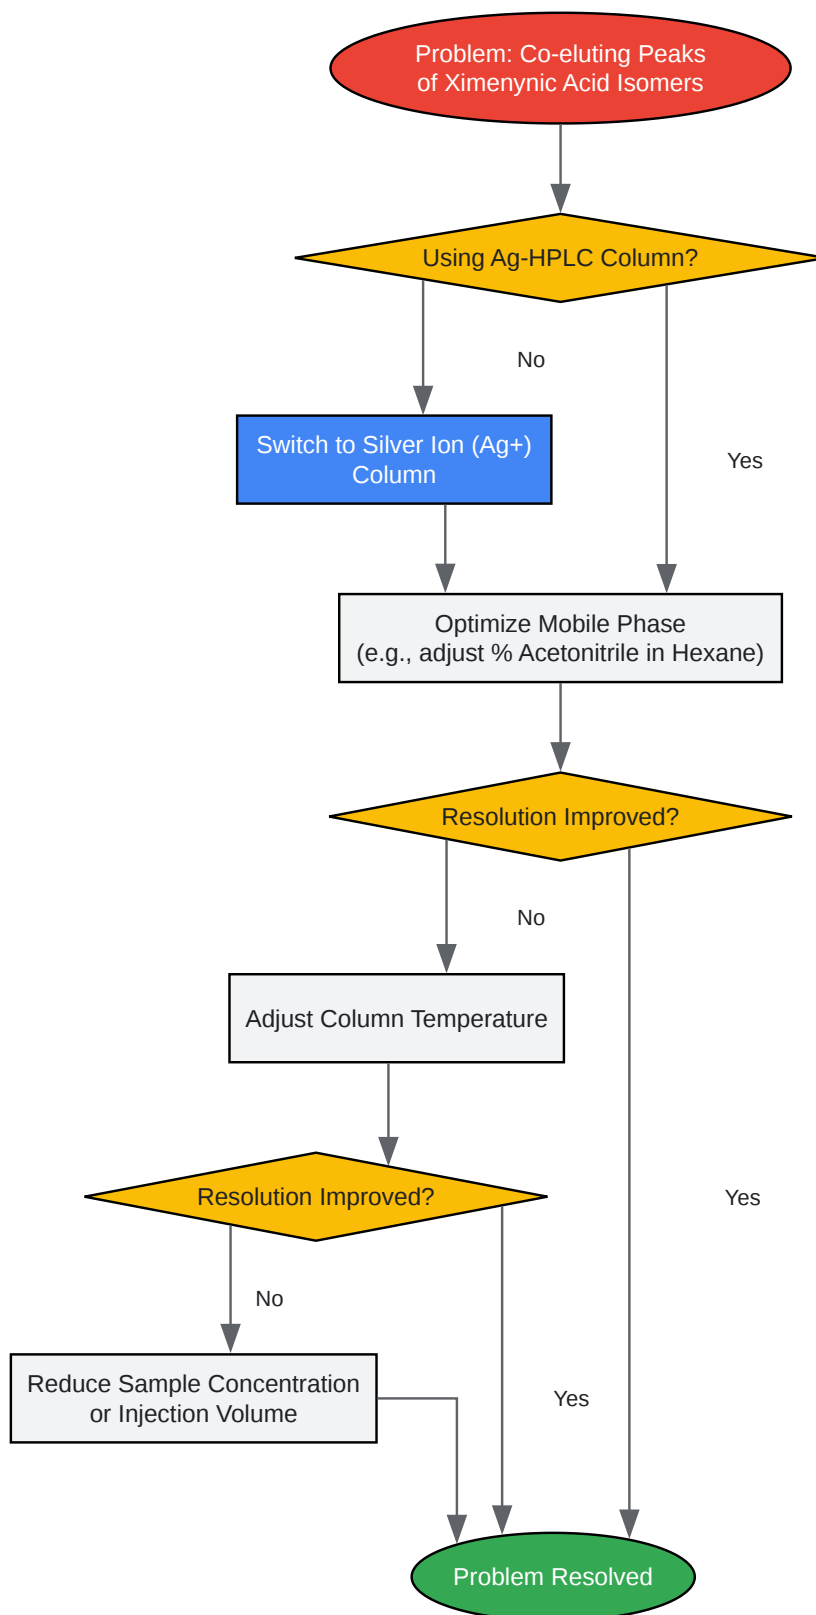 Problem: Co-eluting Peaks
of Ximenynic Acid Isomers
Using Ag-HPLC Column?
No
Switch to Silver Ion (Ag+)
Column
Yes
Optimize Mobile Phase
(e.g., adjust % Acetonitrile in Hexane)
Resolution Improved?
No
Adjust Column Temperature
Resolution Improved?
Yes
No
Reduce Sample Concentration
or Injection Volume
Yes
Problem Resolved